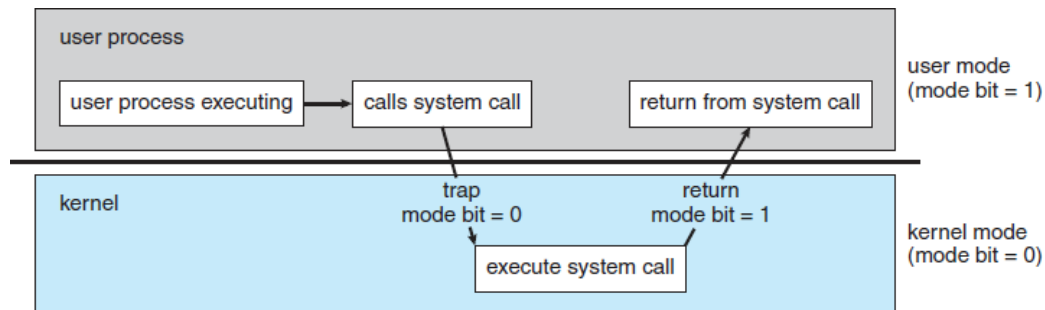 user process
user process executing
calls system call
return from system call
user mode
(mode bit = 1)
kernel
trap
mode bit = 0
return
mode bit = 1
execute system call
kernel mode
(mode bit = 0)